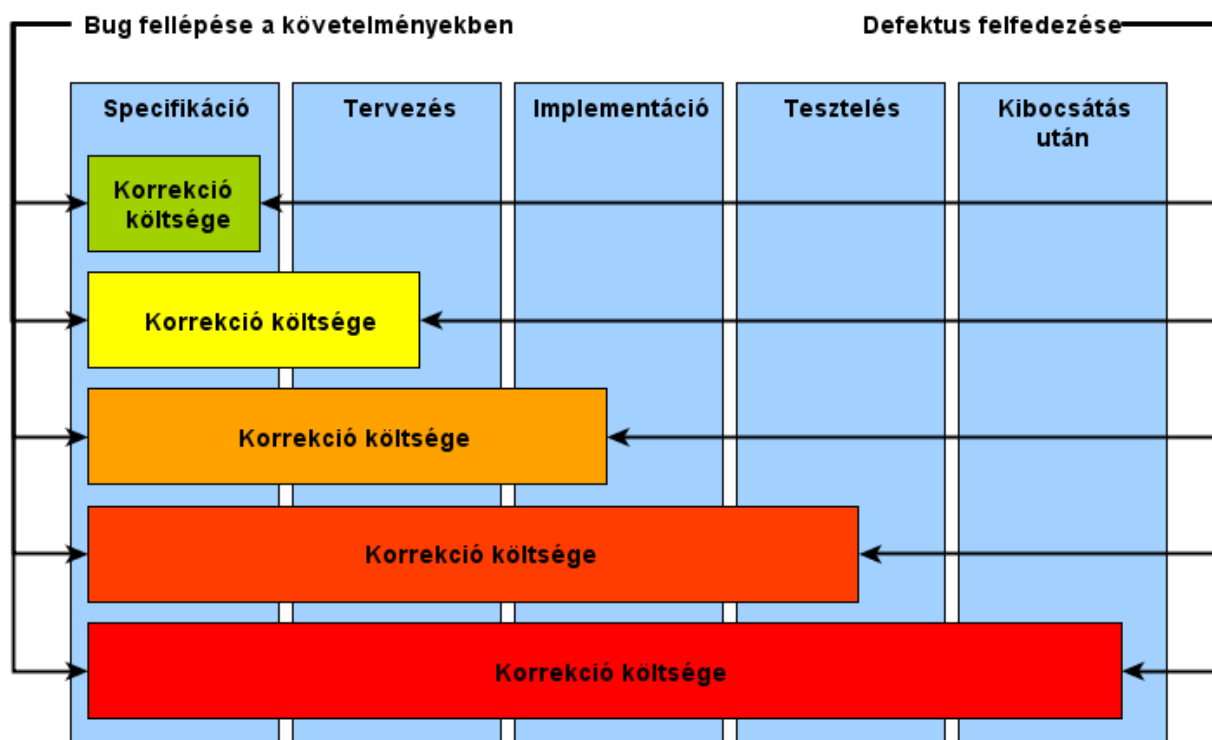 Bug fellépése a követelményekben
Defektus felfedezése
Specifikáció
Tervezés
Implementáció
Tesztelés
Kibocsátás
után
Korrekció
költsége
Korrekció költsége
Korrekció költsége
Korrekció költsége
Korrekció költsége